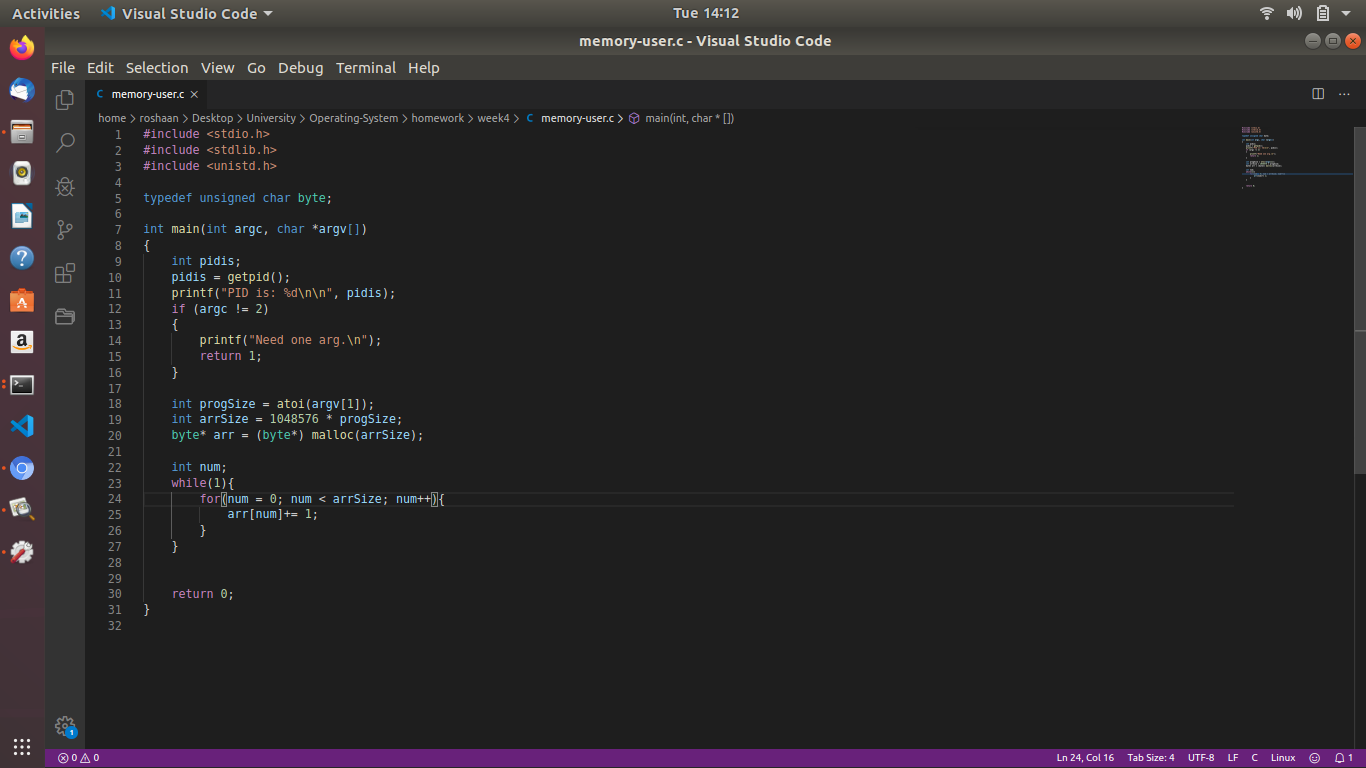 Activities Visual Studio Code Tue 14:12
memory-user.c - Visual Studio Code
File Edit Selection View Go Debug Terminal Help
C memory-user.c
home > roshaan > Desktop > University > Operating-System > homework > week4 > C memory-user.c > main(int, char * [])
1 #include <stdio.h>
2 #include <stdlib.h>
3 #include <unistd.h>
4
5 typedef unsigned char byte;
6
7 int main(int argc, char *argv[])
8 {
9     int pidis;
10     pidis = getpid();
11     printf("PID is: %d\n\n", pidis);
12     if (argc != 2)
13     {
14         printf("Need one arg.\n");
15         return 1;
16     }
17
18     int progSize = atoi(argv[1]);
19     int arrSize = 1048576 * progSize;
20     byte* arr = (byte*) malloc(arrSize);
21
22     int num;
23     while(1){
24         for(num = 0; num < arrSize; num++){
25             arr[num]+= 1;
26         }
27     }
28
29
30     return 0;
31 }
32
1
0 0 Ln 24, Col 16 Tab Size: 4 UTF-8 LF C Linux 1